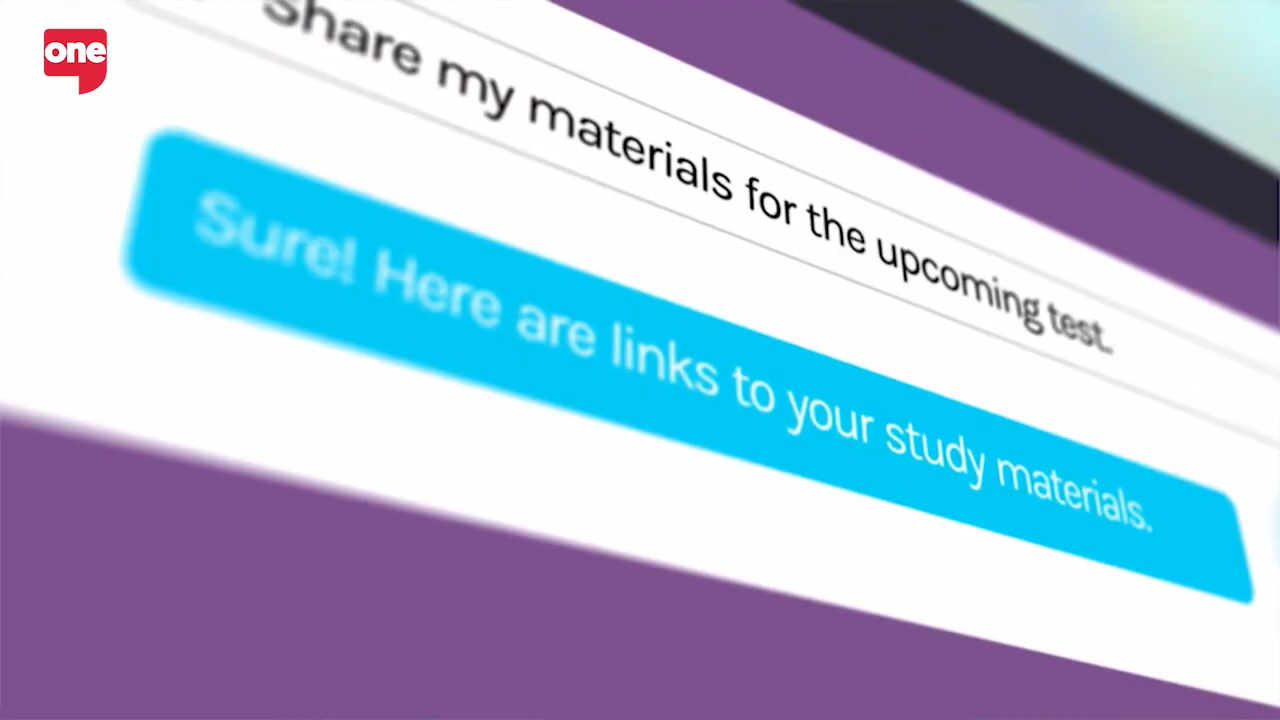 one
Share my materials for the upcoming test.
Sure! Here are links to your study materials.